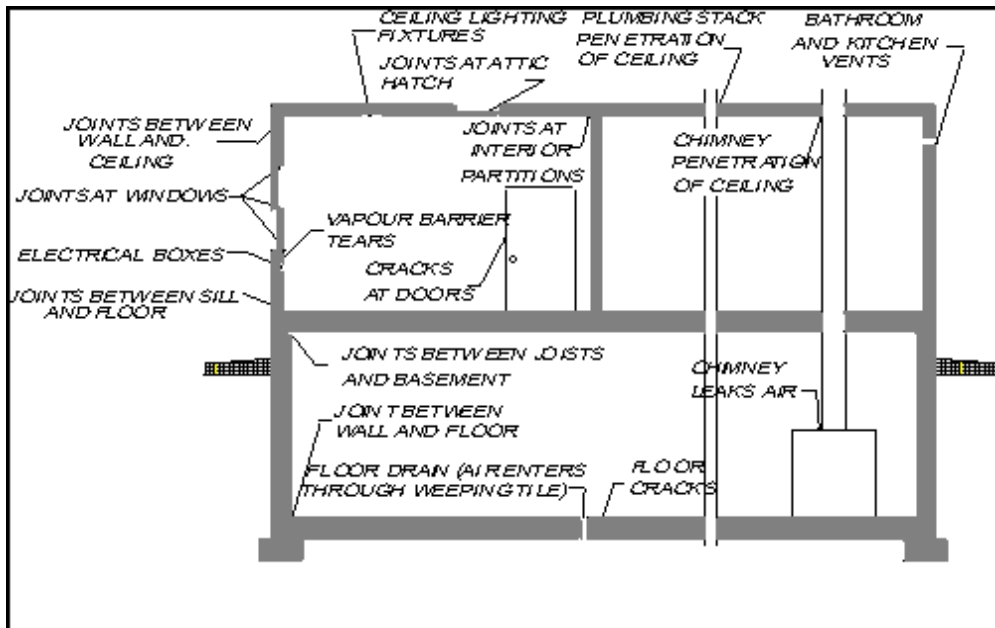 CEILING LIGHTING
FIXTURES
PLUMBING STACK
PENETRATION
OF CEILING
BATHROOM
AND KITCHEN
VENTS
JOINTS AT ATTIC
HATCH
JOINTS BETWEEN
WALL AND.
CEILING
JOINTS AT
INTERIOR
PARTITIONS
CHIMNEY
PENETRATION
OF CEILING
JOINTS AT WINDOWS
VAPOUR BARRIER
TEARS
ELECTRICAL BOXES
CRACKS
AT DOORS
JOINTS BETWEEN SILL
AND FLOOR
JOINTS BETWEEN JOISTS
AND BASEMENT
CHIMNEY
LEAKS AIR
JOINT BETWEEN
WALL AND FLOOR
FLOOR DRAIN (AIR ENTERS
THROUGH WEEPING TILE)
FLOOR
CRACKS